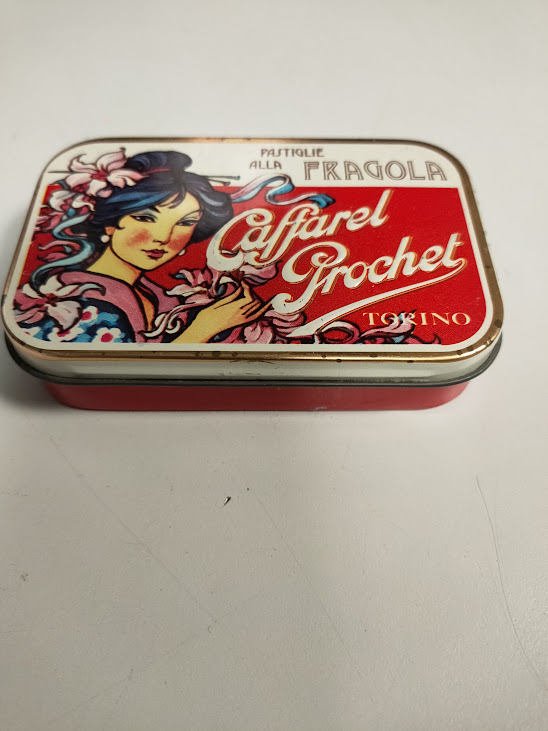 PASTIGLIE
ALLA FRAGOLA
Caffarel
Prochet
TORINO